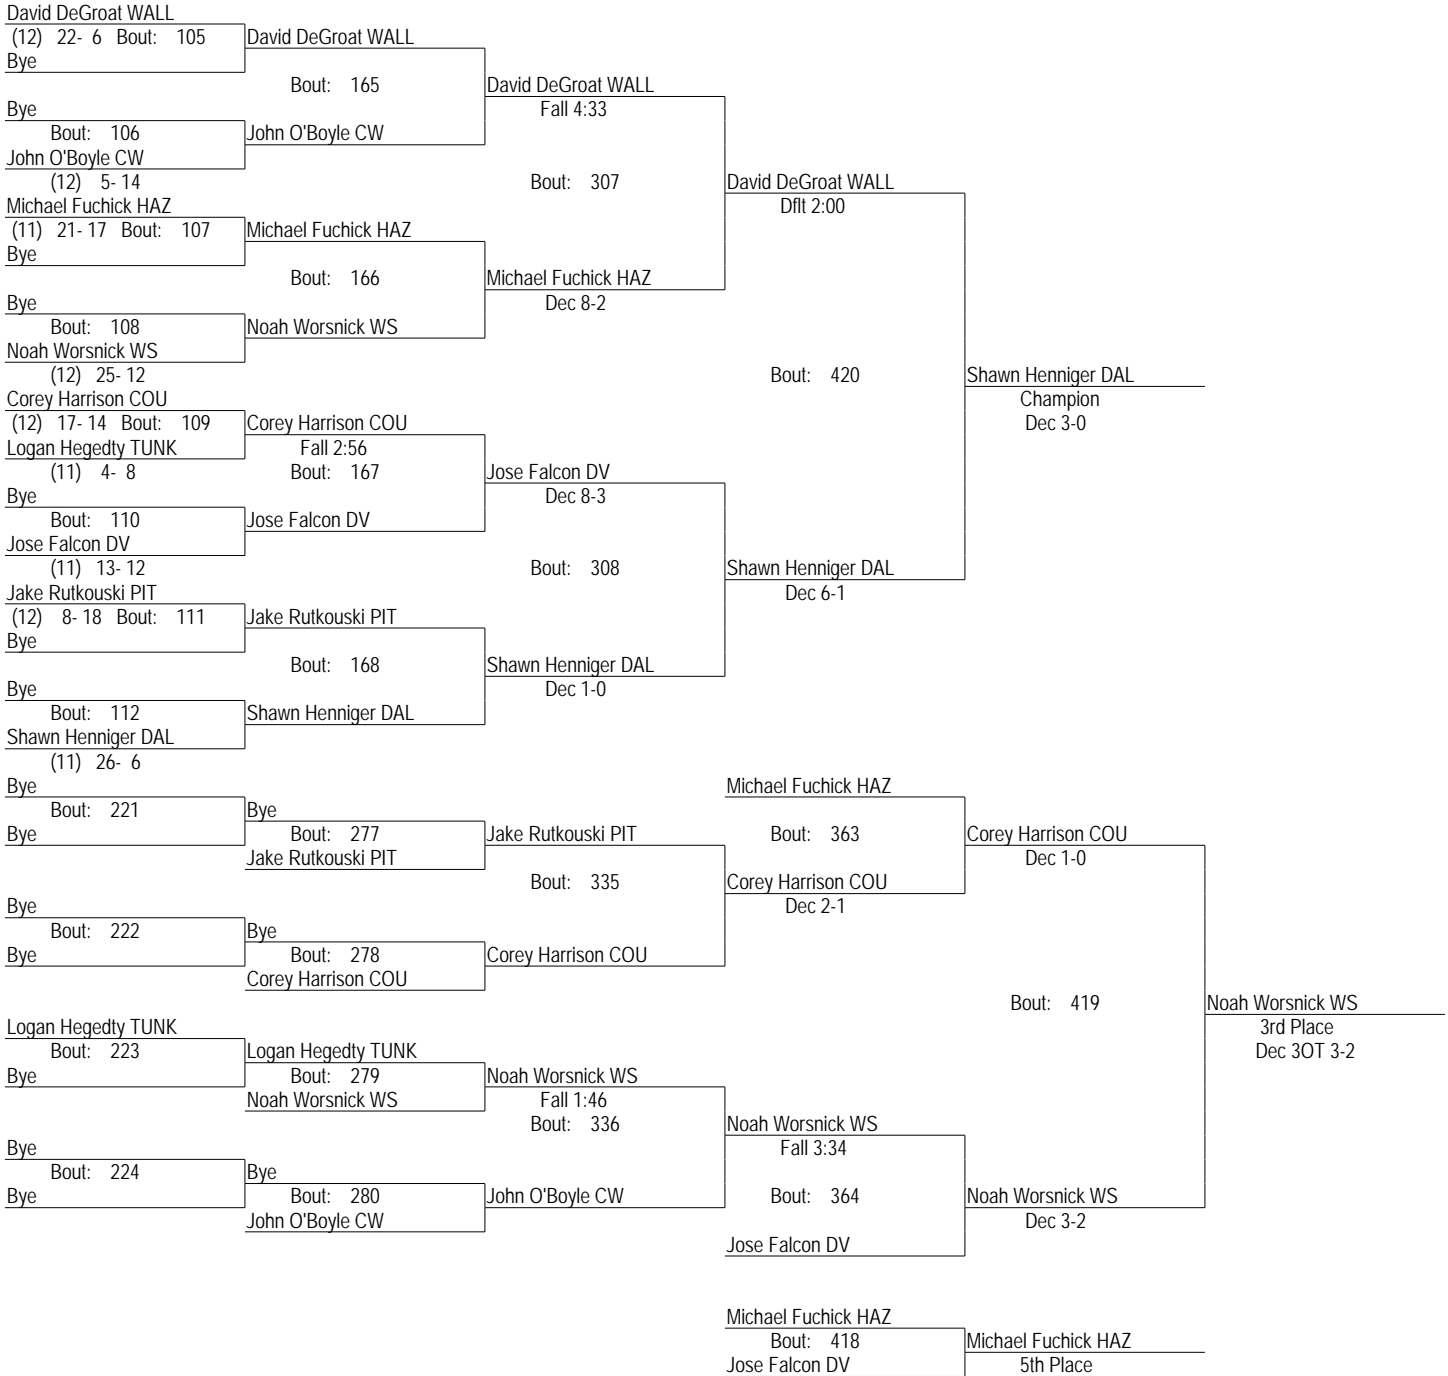 David DeGroat WALL
(12) 22- 6 Bout: 105
David DeGroat WALL
Bye
Bout: 165
David DeGroat WALL
Bye
Fall 4:33
Bout: 106
John O'Boyle CW
John O'Boyle CW
(12) 5- 14
Bout: 307
David DeGroat WALL
Michael Fuchick HAZ
Dflt 2:00
(11) 21- 17 Bout: 107
Michael Fuchick HAZ
Bye
Bout: 166
Michael Fuchick HAZ
Bye
Dec 8-2
Bout: 108
Noah Worsnick WS
Noah Worsnick WS
(12) 25- 12
Bout: 420
Shawn Henniger DAL
Corey Harrison COU
Champion
(12) 17- 14 Bout: 109
Corey Harrison COU
Dec 3-0
Logan Hegedty TUNK
Fall 2:56
(11) 4- 8
Bout: 167
Jose Falcon DV
Bye
Dec 8-3
Bout: 110
Jose Falcon DV
Jose Falcon DV
(11) 13- 12
Bout: 308
Shawn Henniger DAL
Jake Rutkouski PIT
Dec 6-1
(12) 8- 18 Bout: 111
Jake Rutkouski PIT
Bye
Bout: 168
Shawn Henniger DAL
Bye
Dec 1-0
Bout: 112
Shawn Henniger DAL
Shawn Henniger DAL
(11) 26- 6
Bye
Michael Fuchick HAZ
Bout: 221
Bye
Bye
Bout: 277
Jake Rutkouski PIT
Bout: 363
Corey Harrison COU
Jake Rutkouski PIT
Dec 1-0
Bout: 335
Corey Harrison COU
Bye
Dec 2-1
Bout: 222
Bye
Bye
Bout: 278
Corey Harrison COU
Corey Harrison COU
Bout: 419
Noah Worsnick WS
Logan Hegedty TUNK
3rd Place
Bout: 223
Logan Hegedty TUNK
Dec 3OT 3-2
Bye
Bout: 279
Noah Worsnick WS
Noah Worsnick WS
Fall 1:46
Bout: 336
Noah Worsnick WS
Bye
Fall 3:34
Bout: 224
Bye
Bye
Bout: 280
John O'Boyle CW
Bout: 364
Noah Worsnick WS
John O'Boyle CW
Dec 3-2
Jose Falcon DV
Michael Fuchick HAZ
Bout: 418
Michael Fuchick HAZ
Jose Falcon DV
5th Place